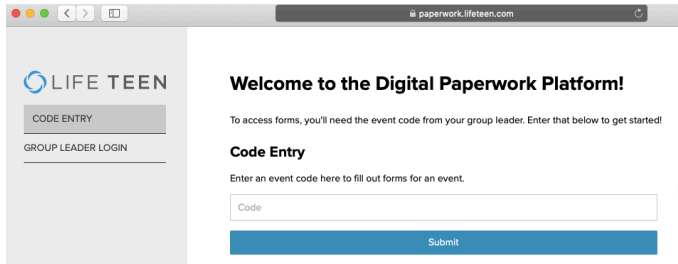 paperwork.lifeteen.com
LIFE TEEN
CODE ENTRY
GROUP LEADER LOGIN
Welcome to the Digital Paperwork Platform!
To access forms, you'll need the event code from your group leader. Enter that below to get started!
Code Entry
Enter an event code here to fill out forms for an event.
Code
Submit